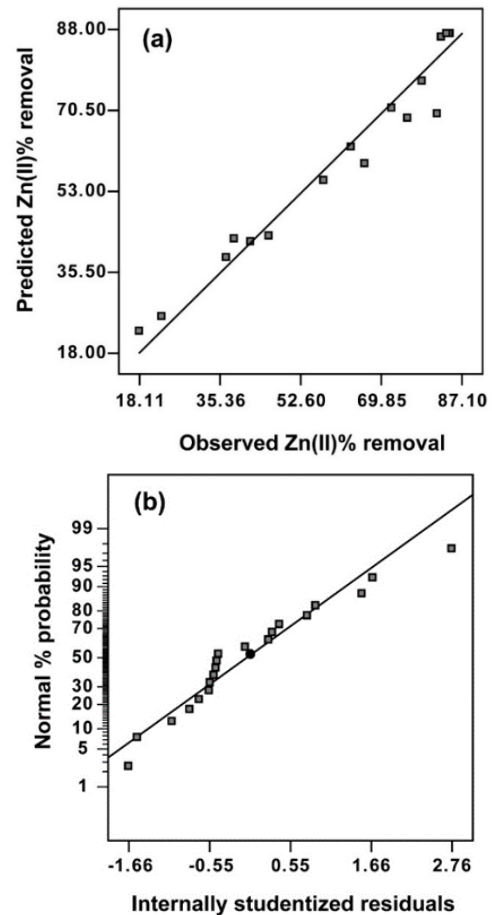 (a)
Predicted Zn(II)% removal
88.00
70.50
53.00
35.50
18.00
18.11 35.36 52.60 69.85 87.10
Observed Zn(II)% removal
(b)
Normal % probability
99
95
90
80
70
50
30
20
10
5
1
-1.66 -0.55 0.55 1.66 2.76
Internally studentized residuals